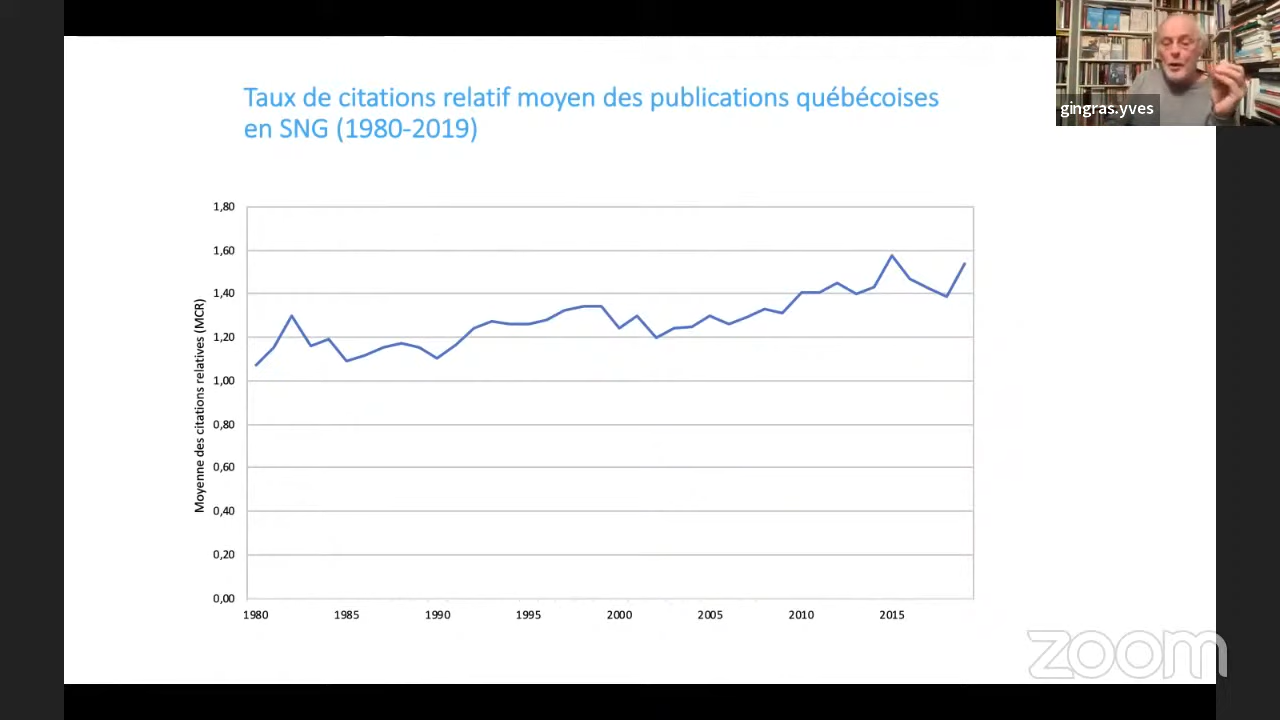 gingras.yves
Taux de citations relatif moyen des publications québécoises
en SNG (1980-2019)
Moyenne des citations relatives (MCR)
1,80
1,60
1,40
1,20
1,00
0,80
0,60
0,40
0,20
0,00
1980 1985 1990 1995 2000 2005 2010 2015
zoom